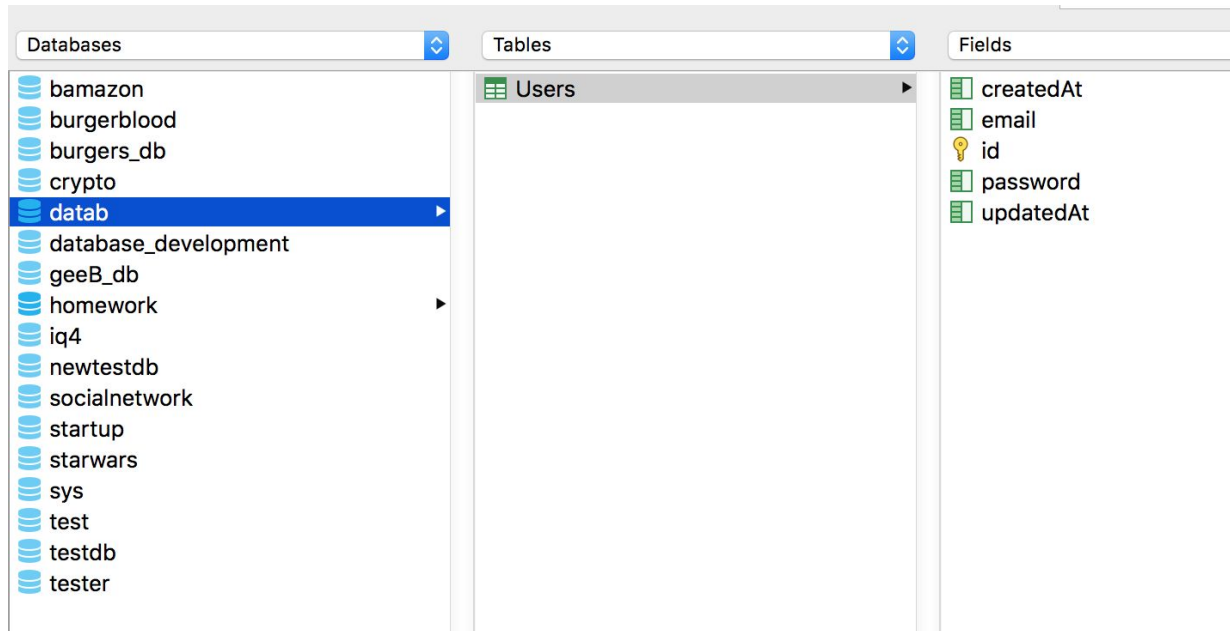 Databases
bamazon
burgerblood
burgers_db
crypto
datab
database_development
geeB_db
homework
iq4
newtestdb
socialnetwork
startup
starwars
sys
test
testdb
tester
Tables
Users
Fields
createdAt
email
id
password
updatedAt